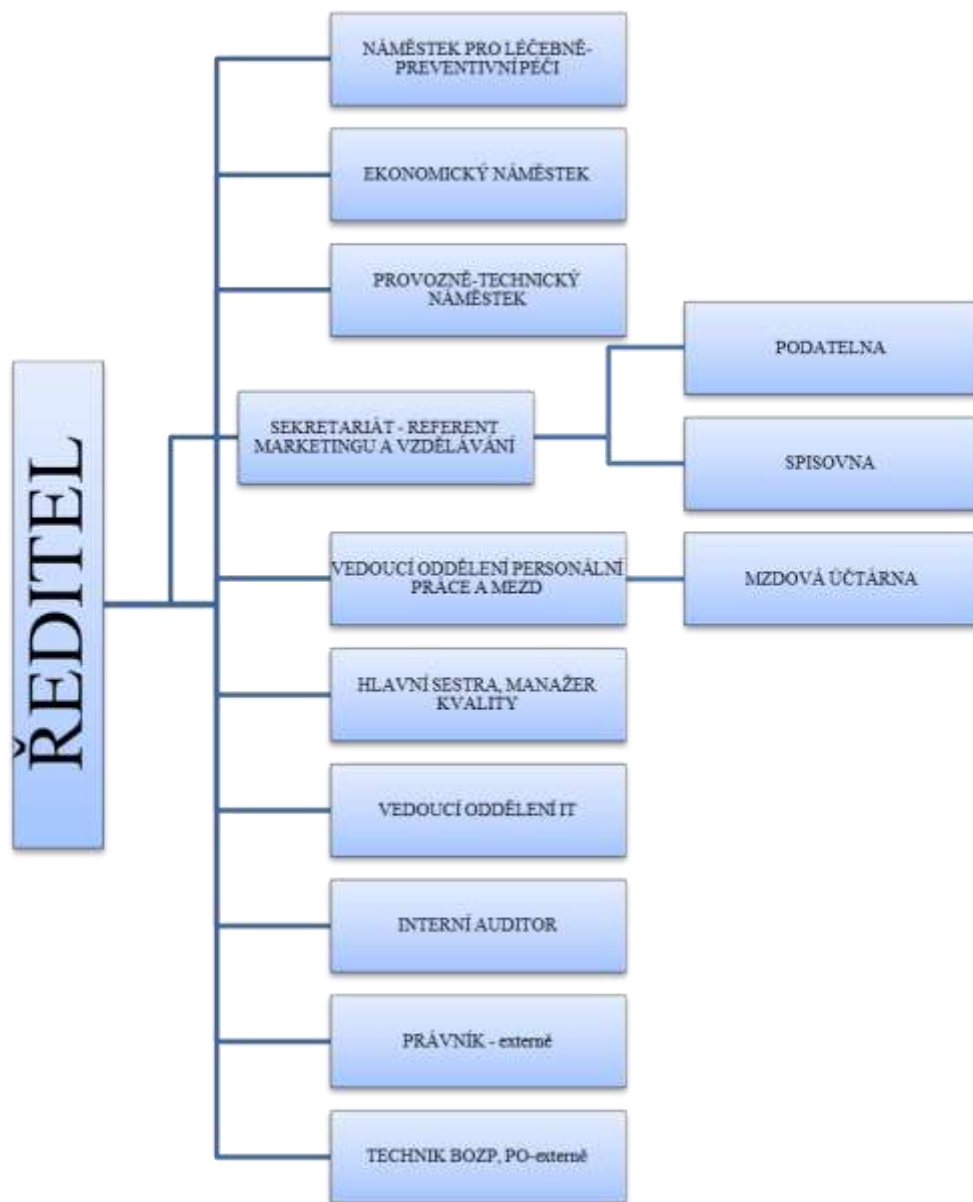 ŘEDITEL
NÁMĚSTEK PRO LÉČEBNĚ-
PREVENTIVNÍ PÉČI
EKONOMICKÝ NÁMĚSTEK
PROVOZNĚ-TECHNICKÝ
NÁMĚSTEK
SEKRETARIÁT - REFERENT
MARKETINGU A VZDĚLÁVÁNÍ
PODATELNA
SPISOVNA
VEDOUCÍ ODDĚLENÍ PERSONÁLNÍ
PRÁCE A MEZD
MZDOVÁ ÚČTÁRNA
HLAVNÍ SESTRA, MANAŽER
KVALITY
VEDOUCÍ ODDĚLENÍ IT
INTERNÍ AUDITOR
PRÁVNÍK - externě
TECHNIK BOZP, PO-externě